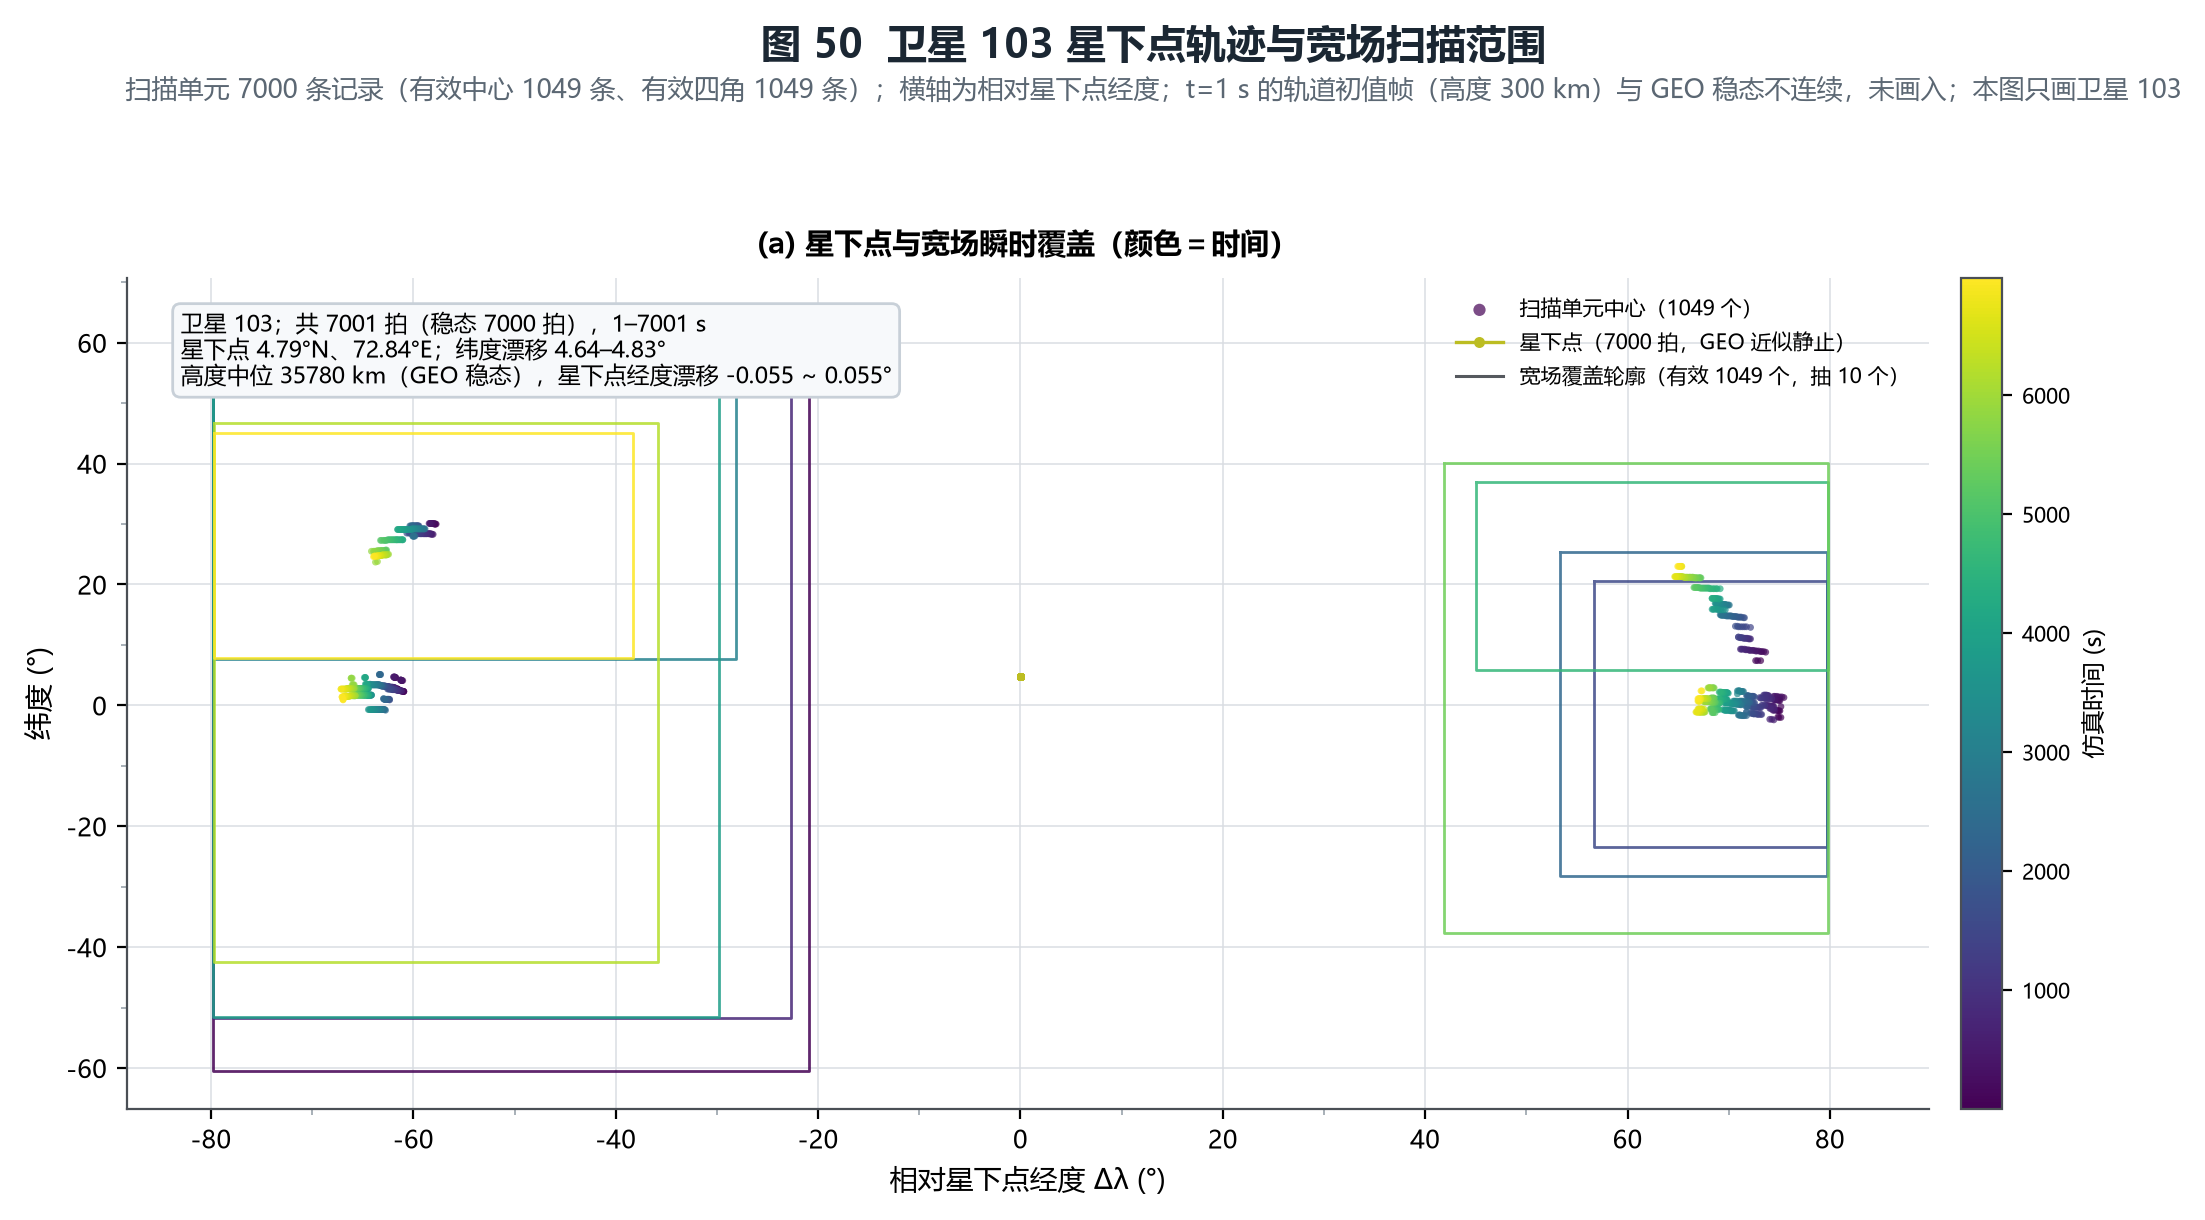 图 50 卫星 103 星下点轨迹与宽场扫描范围
扫描单元 7000 条记录（有效中心 1049 条、有效四角 1049 条）；横轴为相对星下点经度；t=1 s 的轨道初值帧（高度 300 km）与 GEO 稳态不连续，未画入；本图只画卫星 103
(a) 星下点与宽场瞬时覆盖（颜色 = 时间）
卫星 103；共 7001 拍（稳态 7000 拍），1–7001 s
星下点 4.79°N、72.84°E；纬度漂移 4.64–4.83°
高度中位 35780 km（GEO 稳态），星下点经度漂移 -0.055 ~ 0.055°
扫描单元中心（1049 个）
星下点（7000 拍，GEO 近似静止）
宽场覆盖轮廓（有效 1049 个，抽 10 个）
纬度 (°)
60
40
20
0
-20
-40
-60
-80
-60
-40
-20
0
20
40
60
80
相对星下点经度 Δλ (°)
6000
5000
4000
3000
2000
1000
仿真时间 (s)